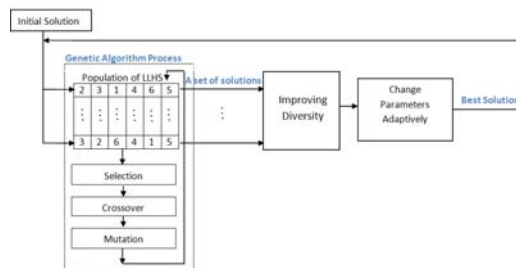 Initial Solution
Genetic Algorithm Process
Population of LLHS
A set of solutions
2 3 1 4 6 5
3 2 6 4 1 5
Improving
Diversity
Change
Parameters
Adaptively
Best Solution
Selection
Crossover
Mutation